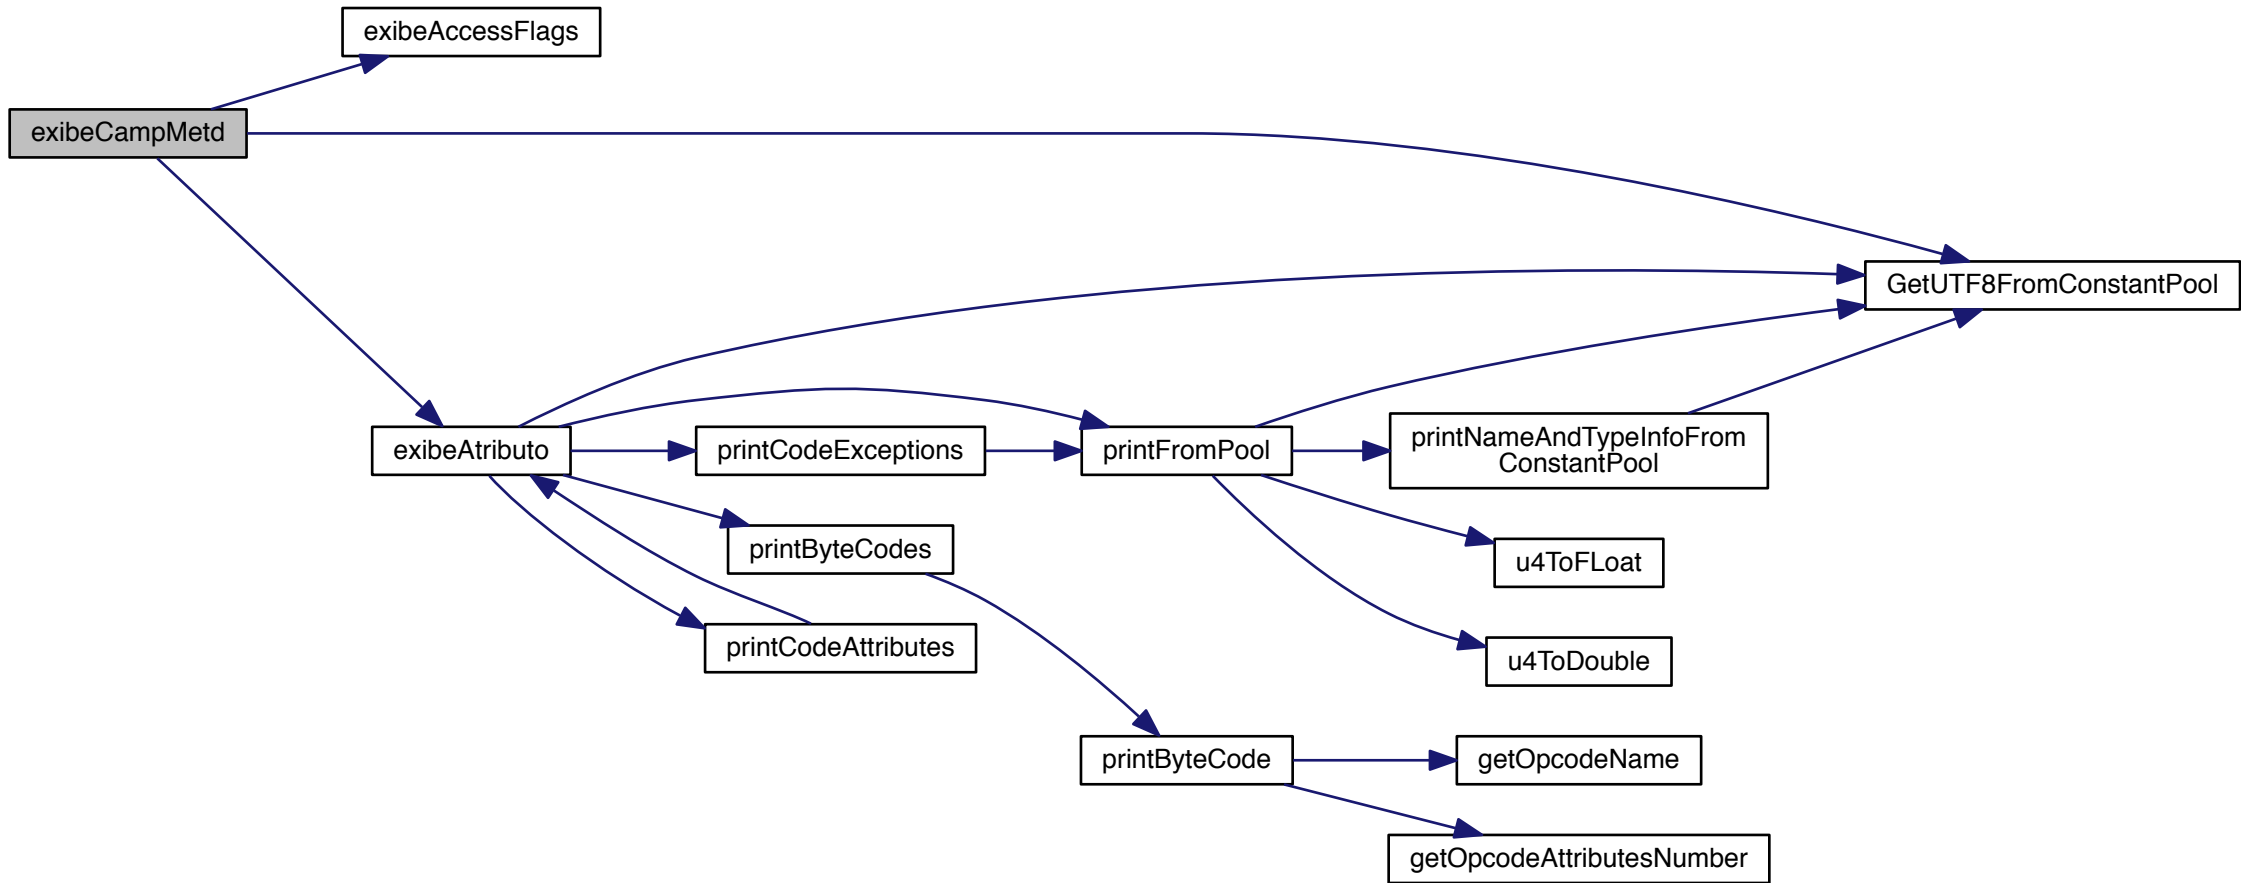 exibeAccessFlags
exibeCampMetd
GetUTF8FromConstantPool
exibeAtributo
printCodeExceptions
printFromPool
printNameAndTypeInfoFrom
ConstantPool
printByteCodes
u4ToFLoat
printCodeAttributes
u4ToDouble
printByteCode
getOpcodeName
getOpcodeAttributesNumber